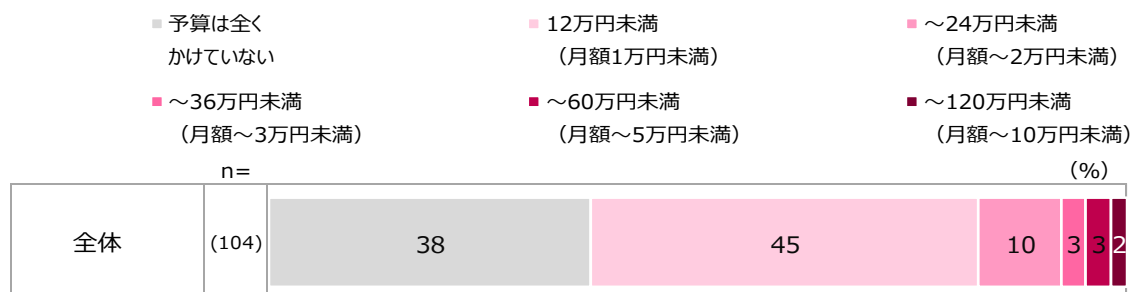 予算は全く
かけていない
12万円未満
（月額1万円未満）
～24万円未満
（月額～2万円未満）
～36万円未満
（月額～3万円未満）
～60万円未満
（月額～5万円未満）
～120万円未満
（月額～10万円未満）
n=
（%）
全体 (104) 38 45 10 3 3 2